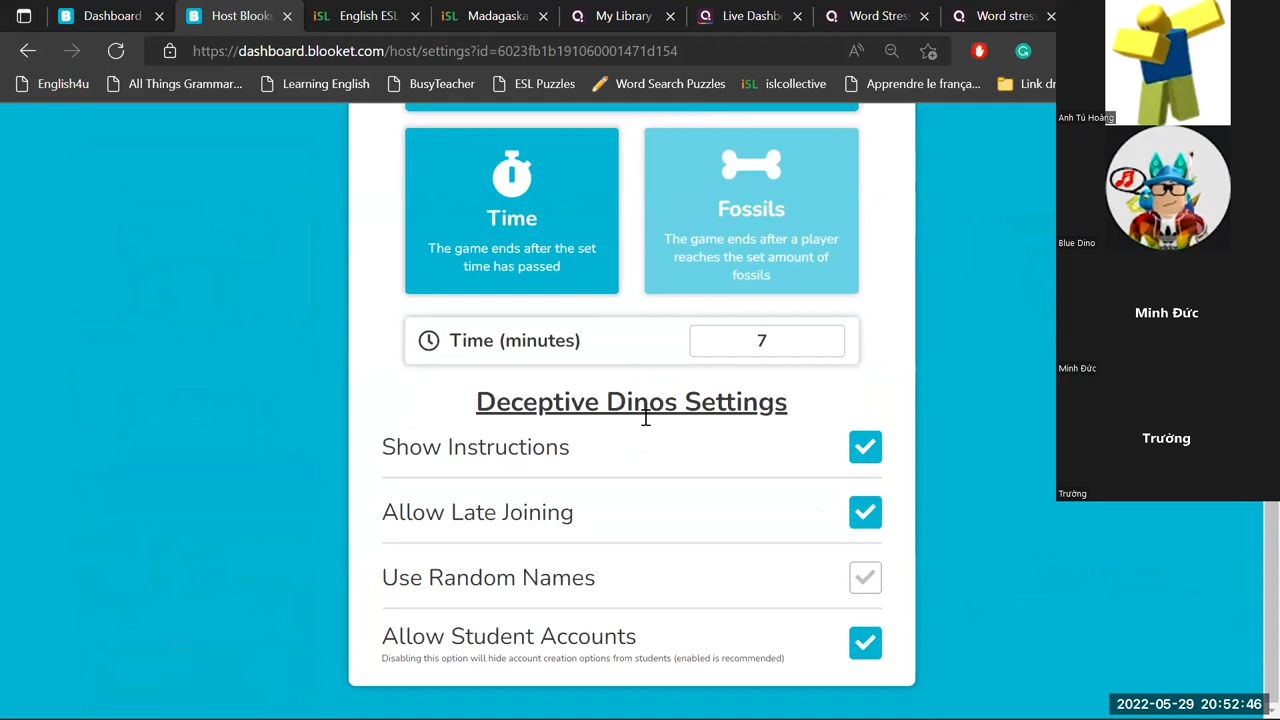 Dashboard
Host Blooke
English ESL
Madagaska
My Library
Live Dashb
Word Stres
Word stres
https://dashboard.blooket.com/host/settings?id=6023fb1b191060001471d154
English4u
All Things Grammar...
Learning English
Busy
ESL Puzzles
Word Search Puzzles
islcollective
Apprendre le frança...
Link dr
Time
The game ends after the set
time has passed
Fossils
The game ends after a player
reaches the set amount of
fossils
Time (minutes)
7
Deceptive Dinos Settings
Show Instructions
Allow Late Joining
Use Random Names
Allow Student Accounts
Disabling this option will hide account creation options from students (enabled is recommended)
Anh Tú Hoàng
Blue Dino
Minh Đức
Minh Đức
Trường
Trường
2022-05-29 20:52:46